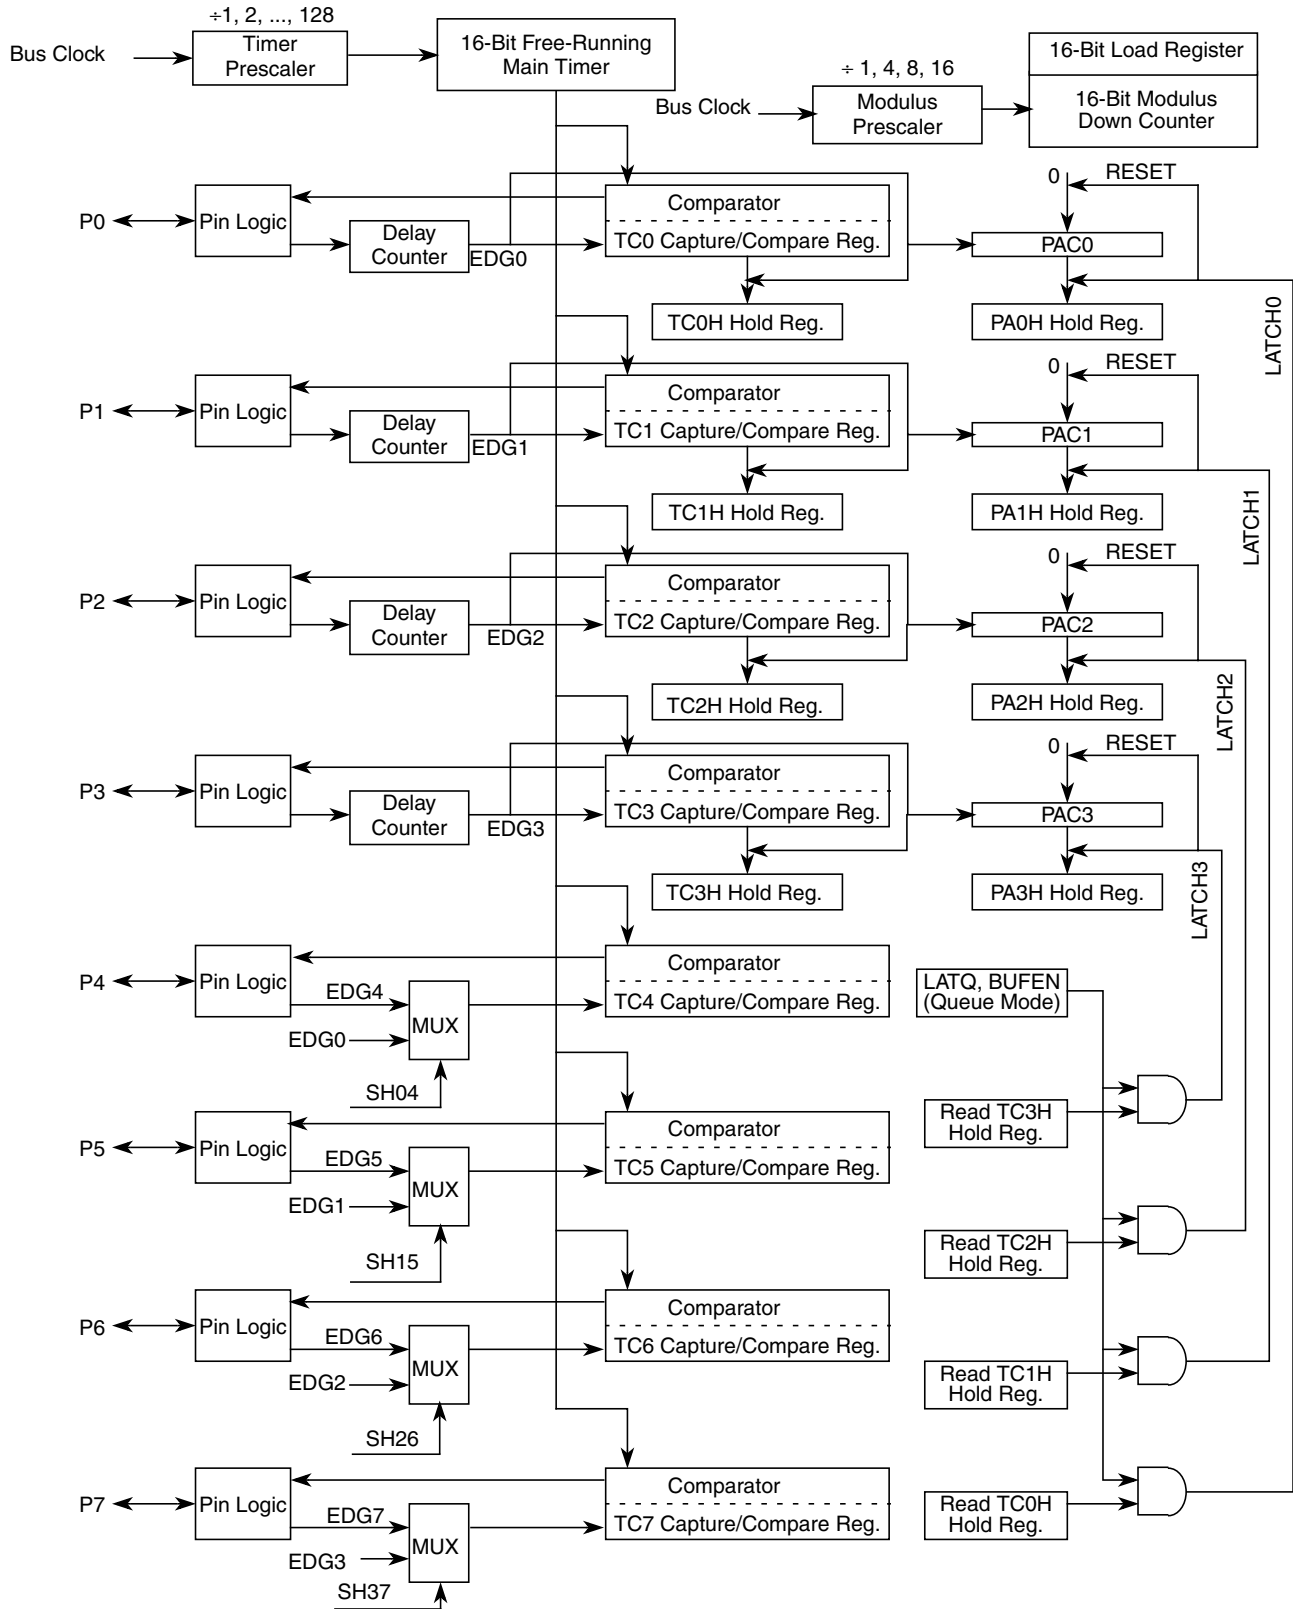 ÷1, 2, ..., 128
Bus Clock
Timer
Prescaler
16-Bit Free-Running
Main Timer
÷ 1, 4, 8, 16
Bus Clock
Modulus
Prescaler
16-Bit Load Register
16-Bit Modulus
Down Counter
P0
Pin Logic
Delay
Counter
EDG0
Comparator
TC0 Capture/Compare Reg.
TC0H Hold Reg.
0
RESET
PAC0
PA0H Hold Reg.
LATCH0
P1
Pin Logic
Delay
Counter
EDG1
Comparator
TC1 Capture/Compare Reg.
TC1H Hold Reg.
0
RESET
PAC1
PA1H Hold Reg.
LATCH1
P2
Pin Logic
Delay
Counter
EDG2
Comparator
TC2 Capture/Compare Reg.
TC2H Hold Reg.
0
RESET
PAC2
PA2H Hold Reg.
LATCH2
P3
Pin Logic
Delay
Counter
EDG3
Comparator
TC3 Capture/Compare Reg.
TC3H Hold Reg.
0
RESET
PAC3
PA3H Hold Reg.
LATCH3
P4
Pin Logic
EDG4
EDG0
MUX
SH04
Comparator
TC4 Capture/Compare Reg.
LATQ, BUFEN
(Queue Mode)
Read TC3H
Hold Reg.
P5
Pin Logic
EDG5
EDG1
MUX
SH15
Comparator
TC5 Capture/Compare Reg.
Read TC2H
Hold Reg.
P6
Pin Logic
EDG6
EDG2
MUX
SH26
Comparator
TC6 Capture/Compare Reg.
Read TC1H
Hold Reg.
P7
Pin Logic
EDG7
EDG3
MUX
SH37
Comparator
TC7 Capture/Compare Reg.
Read TC0H
Hold Reg.